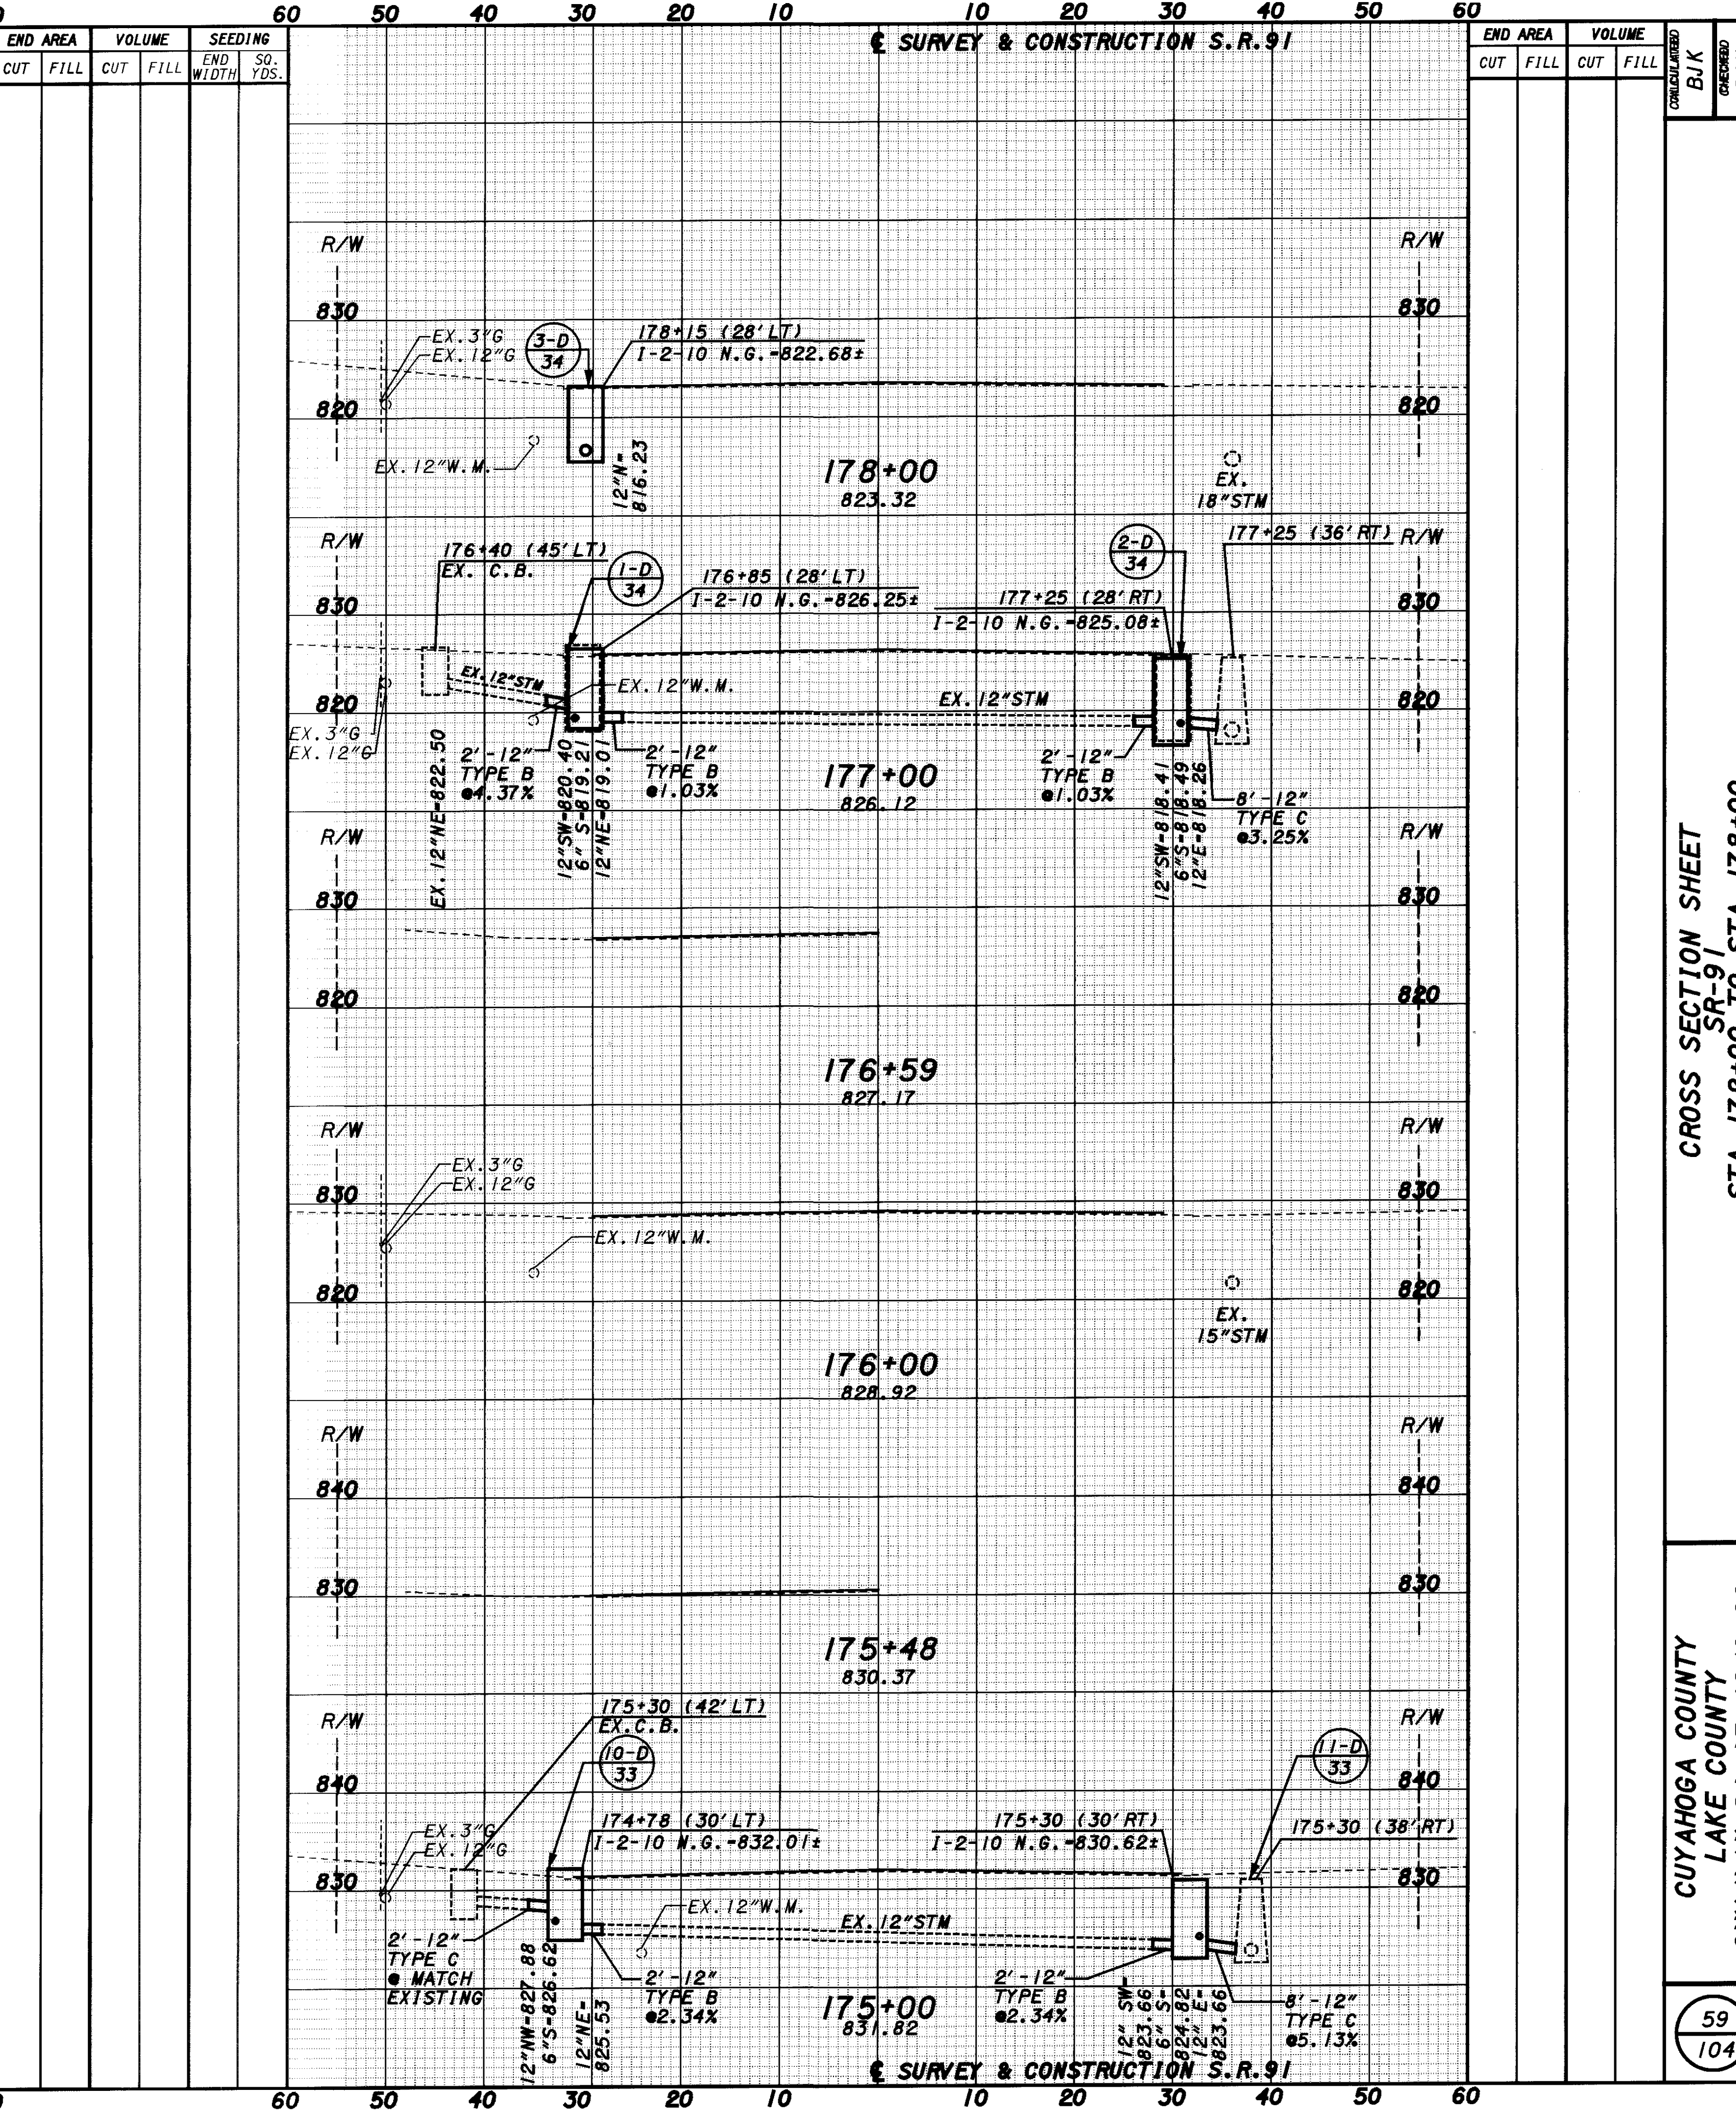 60 50 40 30 20 10 10 20 30 40 50 60
END AREA VOLUME SEEDING
CUT FILL CUT FILL END WIDTH SQ. YDS.
℄ SURVEY & CONSTRUCTION S.R.91
END AREA VOLUME
CUT FILL CUT FILL
BJK
R/W
R/W
830
830
EX.3"G
EX.12"G
3-D
34
178+15 (28'LT)
I-2-10 N.G.=822.68±
820
820
EX.12"W.M.
12"N=
816.23
178+00
823.32
EX.
18"STM
R/W
176+40 (45'LT)
EX. C.B.
1-D
34
176+85 (28'LT)
I-2-10 N.G.=826.25±
2-D
34
177+25 (28'RT)
I-2-10 N.G.=825.08±
177+25 (36'RT)
R/W
830
830
EX.12"STM
EX.12"W.M.
EX.12"STM
820
820
EX.3"G
EX.12"G
EX.12"NE=822.50
2'-12"
TYPE B
@4.37%
12"SW=820.40
6" S=819.21
12"NE=819.01
2'-12"
TYPE B
@1.03%
177+00
826.12
2'-12"
TYPE B
@1.03%
12"SW=818.41
6"S=818.49
12"E=818.26
8'-12"
TYPE C
@3.25%
R/W
R/W
830
830
820
820
176+59
827.17
R/W
R/W
EX.3"G
EX.12"G
830
830
EX.12"W.M.
820
820
EX.
15"STM
176+00
828.92
R/W
R/W
840
840
830
830
175+48
830.37
R/W
175+30 (42'LT)
EX.C.B.
10-D
33
11-D
33
R/W
840
840
EX.3"G
EX.12"G
174+78 (30'LT)
I-2-10 N.G.=832.01±
175+30 (30'RT)
I-2-10 N.G.=830.62±
175+30 (38'RT)
830
830
EX.12"W.M.
EX.12"STM
2'-12"
TYPE C
@ MATCH
EXISTING
12"NW=827.88
6"S=826.62
12"NE=
825.53
2'-12"
TYPE B
@2.34%
175+00
831.82
2'-12"
TYPE B
@2.34%
12" SW=
823.66
6" S=
824.82
12" E=
823.66
8'-12"
TYPE C
@5.13%
℄ SURVEY & CONSTRUCTION S.R.91
60 50 40 30 20 10 10 20 30 40 50 60
CROSS SECTION SHEET
SR-91
CUYAHOGA COUNTY
LAKE COUNTY
59
104